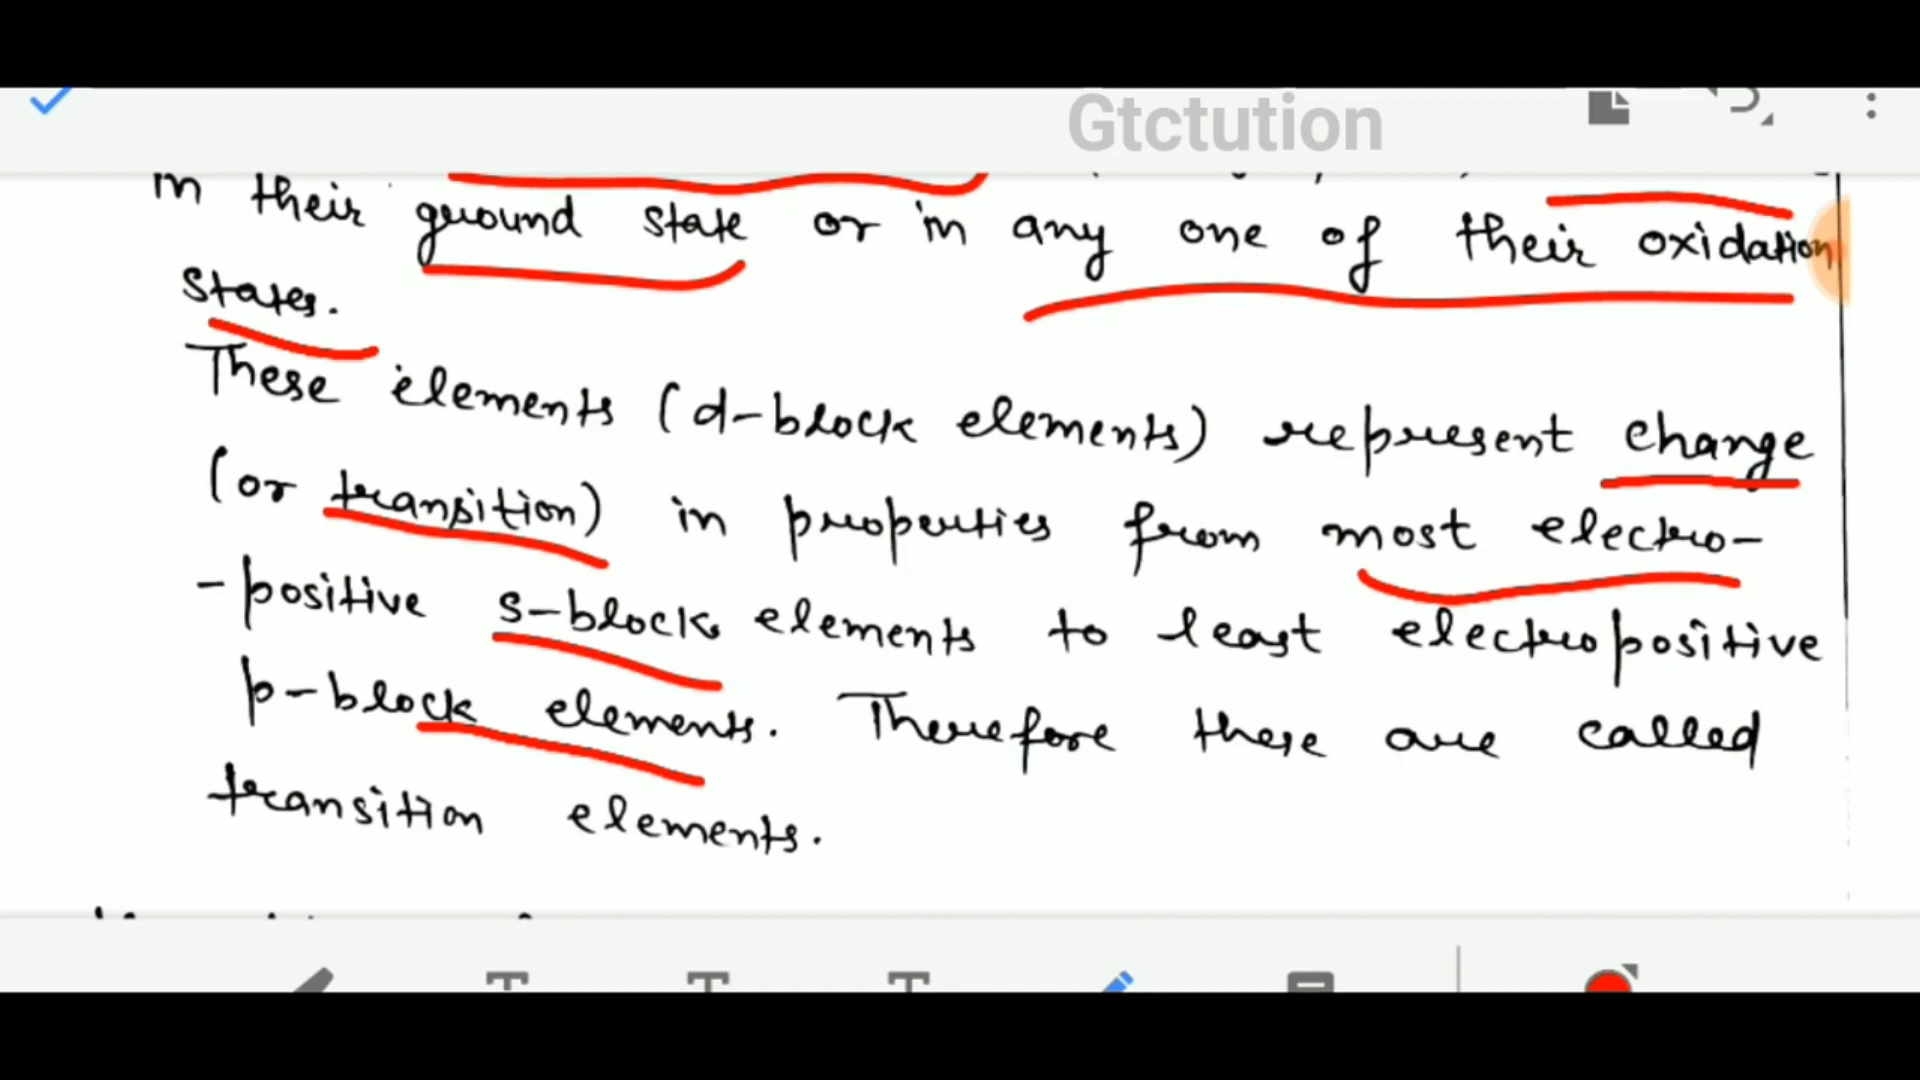 Gtctution
in their ground state or in any one of their oxidation
states.
These elements (d-block elements) represent change
(or transition) in properties from most electro-
-positive s-block elements to least electropositive
p-block elements. Therefore these are called
transition elements.